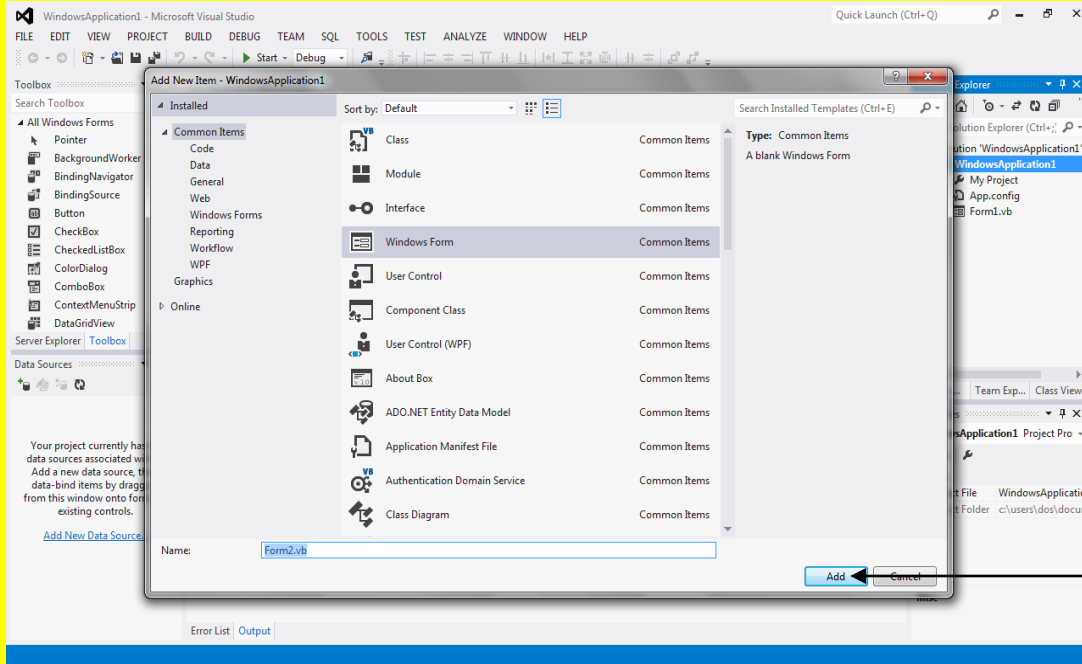 WindowsApplication1 - Microsoft Visual Studio
Quick Launch (Ctrl+Q)
FILE EDIT VIEW PROJECT BUILD DEBUG TEAM SQL TOOLS TEST ANALYZE WINDOW HELP
Start Debug
Toolbox
Search Toolbox
All Windows Forms
Pointer
BackgroundWorker
BindingNavigator
BindingSource
Button
CheckBox
CheckedListBox
ColorDialog
ComboBox
ContextMenuStrip
DataGridView
Server Explorer Toolbox
Data Sources
Your project currently has
data sources associated wi
Add a new data source, t
data-bind items by dragg
from this window onto for
existing controls.
Add New Data Source.
Add New Item - WindowsApplication1
Installed
Common Items
Code
Data
General
Web
Windows Forms
Reporting
Workflow
WPF
Graphics
Online
Sort by: Default
Search Installed Templates (Ctrl+E)
Class Common Items
Module Common Items
Interface Common Items
Windows Form Common Items
User Control Common Items
Component Class Common Items
User Control (WPF) Common Items
About Box Common Items
ADO.NET Entity Data Model Common Items
Application Manifest File Common Items
Authentication Domain Service Common Items
Class Diagram Common Items
Type: Common Items
A blank Windows Form
Name: Form2.vb
Add Cancel
Explorer
olution Explorer (Ctrl+;)
ution 'WindowsApplication1'
WindowsApplication1
My Project
App.config
Form1.vb
... Team Exp... Class View
es
wsApplication1 Project Pro
ct File WindowsApplicatio
ct Folder c:\users\dos\docu
Misc
Error List Output